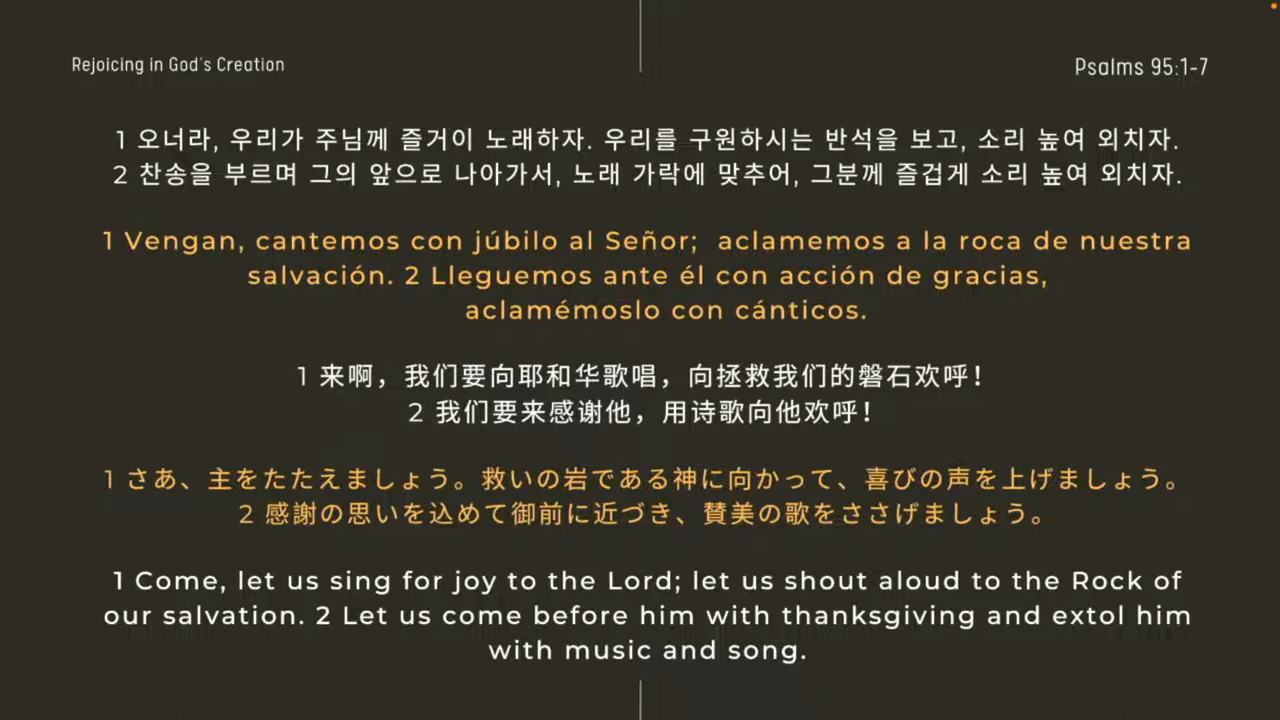 Rejoicing in God's Creation
Psalms 95:1-7
1 오너라, 우리가 주님께 즐거이 노래하자. 우리를 구원하시는 반석을 보고, 소리 높여 외치자.
2 찬송을 부르며 그의 앞으로 나아가서, 노래 가락에 맞추어, 그분께 즐겁게 소리 높여 외치자.
1 Vengan, cantemos con júbilo al Señor; aclamemos a la roca de nuestra
salvación. 2 Lleguemos ante él con acción de gracias,
aclamémoslo con cánticos.
1 来啊，我们要向耶和华歌唱，向拯救我们的磐石欢呼！
2 我们要来感谢他，用诗歌向他欢呼！
1 さあ、主をたたえましょう。救いの岩である神に向かって、喜びの声を上げましょう。
2 感謝の思いを込めて御前に近づき、賛美の歌をささげましょう。
1 Come, let us sing for joy to the Lord; let us shout aloud to the Rock of
our salvation. 2 Let us come before him with thanksgiving and extol him
with music and song.